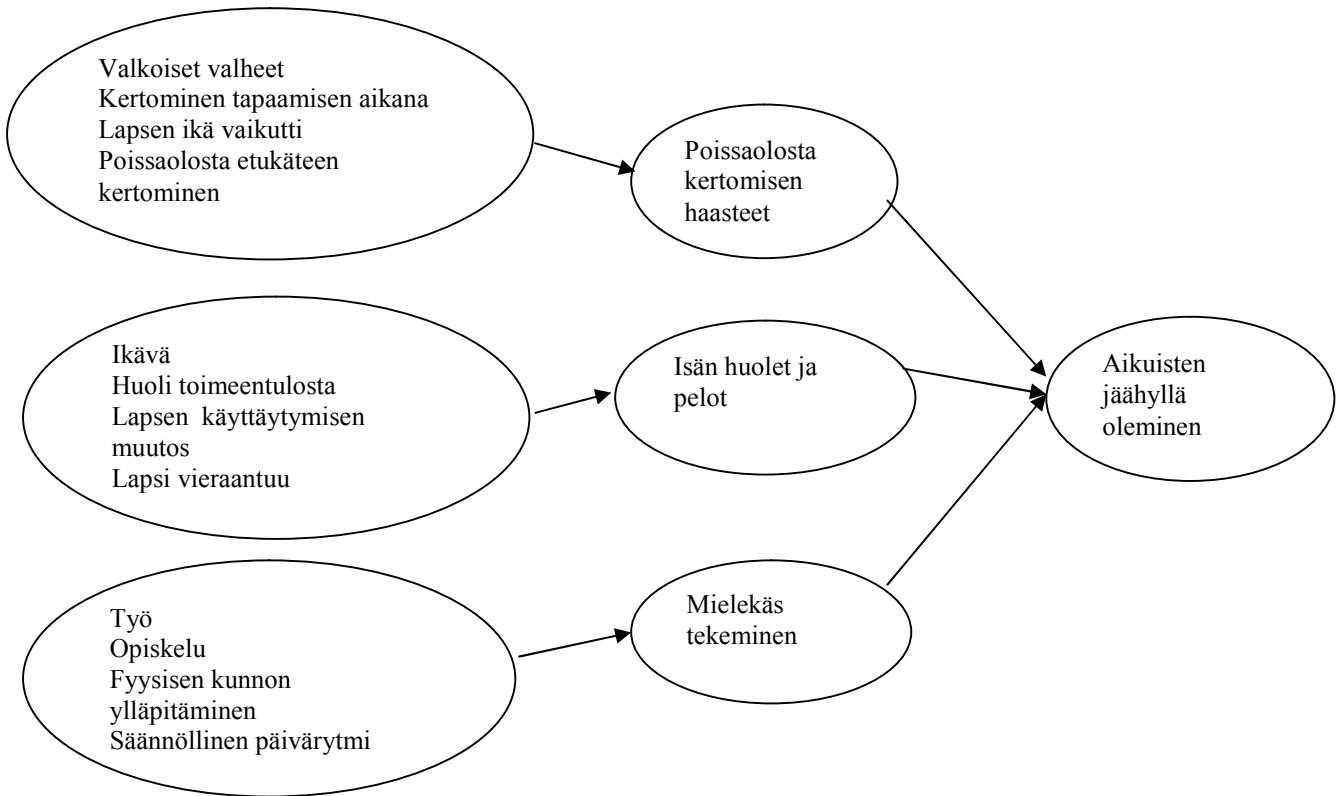 Valkoiset valheet
Kertominen tapaamisen aikana
Lapsen ikä vaikutti
Poissaolosta etukäteen
kertominen
Poissaolosta
kertomisen
haasteet
Ikävä
Huoli toimeentulosta
Lapsen käyttäytymisen
muutos
Lapsi vieraantuu
Isän huolet ja
pelot
Aikuisten
jäähyllä
oleminen
Työ
Opiskelu
Fyysisen kunnon
ylläpitäminen
Säännöllinen päivärytmi
Mielekäs
tekeminen